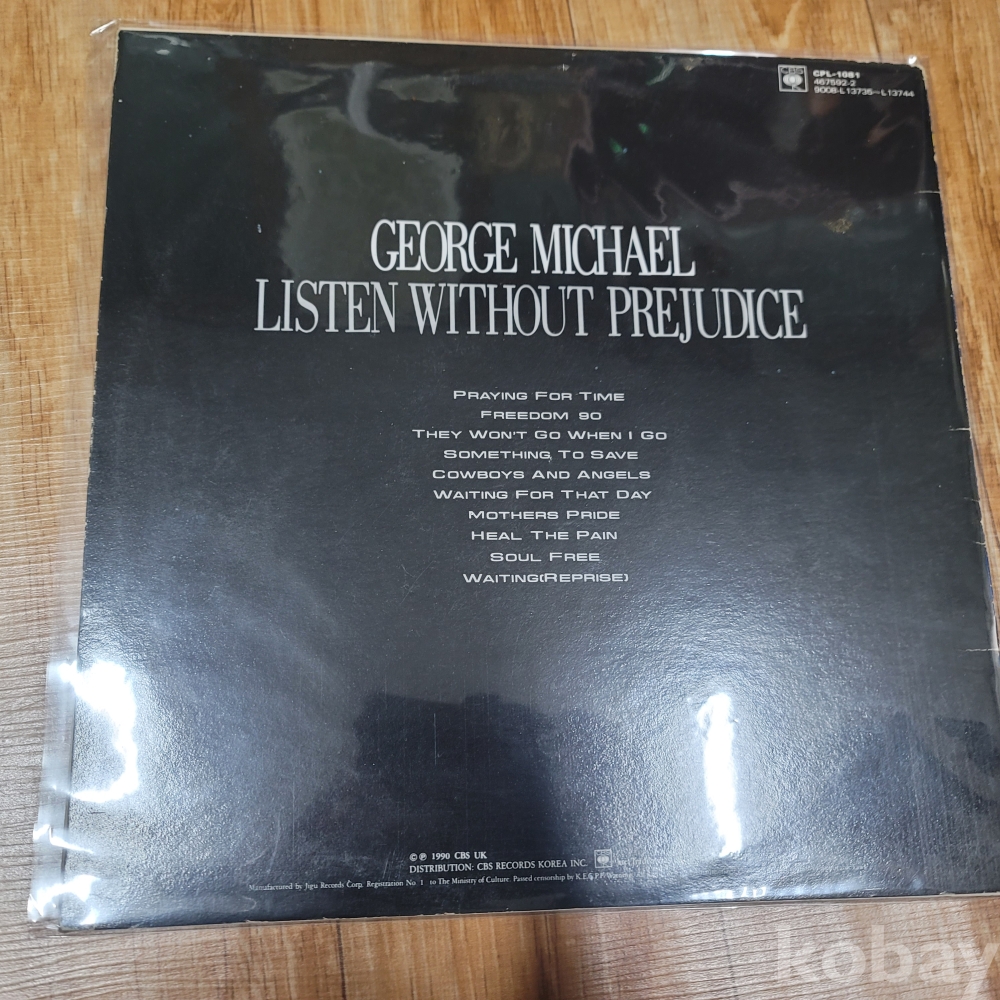 CBS
CPL-1081
467592-2
9008-L13735~L13744
GEORGE MICHAEL
LISTEN WITHOUT PREJUDICE
PRAYING FOR TIME
FREEDOM 90
THEY WON'T GO WHEN I GO
SOMETHING TO SAVE
COWBOYS AND ANGELS
WAITING FOR THAT DAY
MOTHERS PRIDE
HEAL THE PAIN
SOUL FREE
WAITING(REPRISE)
© ℗ 1990 CBS UK
DISTRIBUTION: CBS RECORDS KOREA INC.
Manufactured by Jigu Records Corp. Registration No. 1 to The Ministry of Culture. Passed censorship by K.E.C.P.P.
kobay